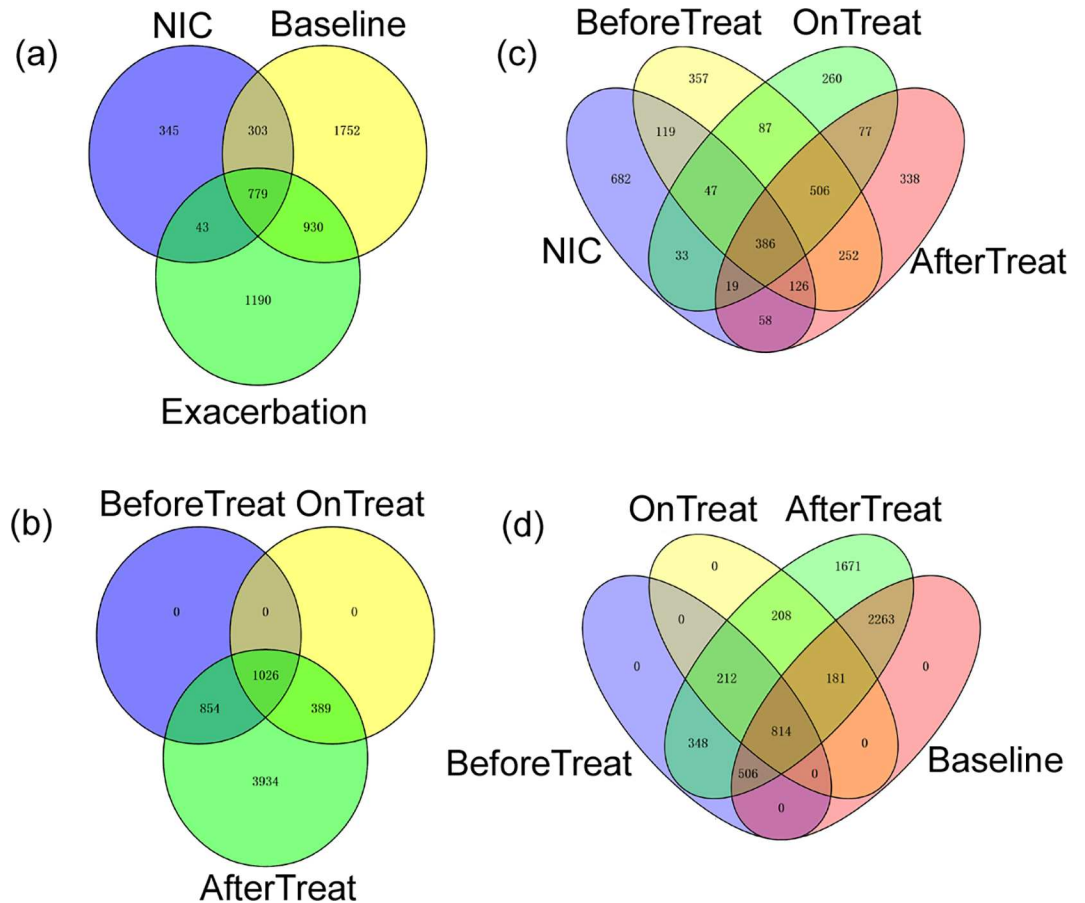 (a)
NIC
Baseline
345
303
1752
779
43
930
1190
Exacerbation
(c)
BeforeTreat
OnTreat
357
260
119
87
77
682
47
506
338
NIC
33
386
252
AfterTreat
19
126
58
(b)
BeforeTreat
OnTreat
0
0
0
1026
854
389
3934
AfterTreat
(d)
OnTreat
AfterTreat
0
1671
0
208
2263
0
212
181
0
BeforeTreat
348
814
0
Baseline
506
0
0